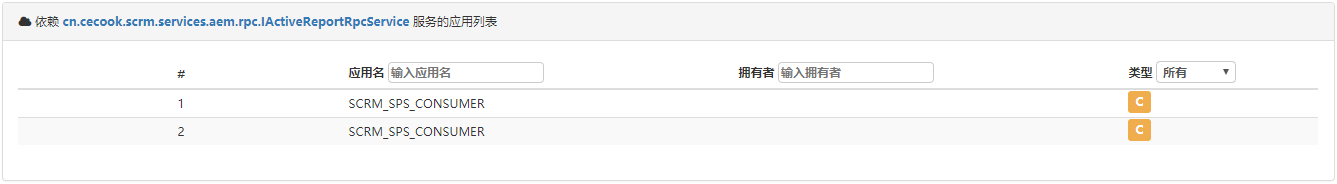 依赖 cn.cecook.scrm.services.aem.rpc.IActiveReportRpcService 服务的应用列表
# 应用名 输入应用名 拥有者 输入拥有者 类型 所有
1 SCRM_SPS_CONSUMER C
2 SCRM_SPS_CONSUMER C